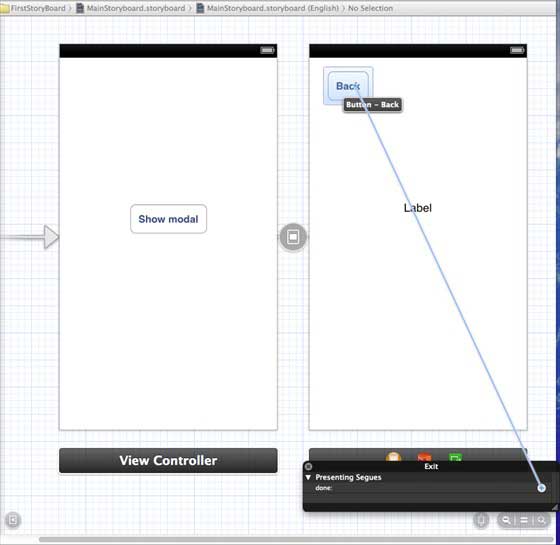 FirstStoryBoard 〉 MainStoryboard.storyboard 〉 MainStoryboard.storyboard (English) 〉 No Selection
Back
Button - Back
Label
Show modal
View Controller
Exit
Presenting Segues
done: